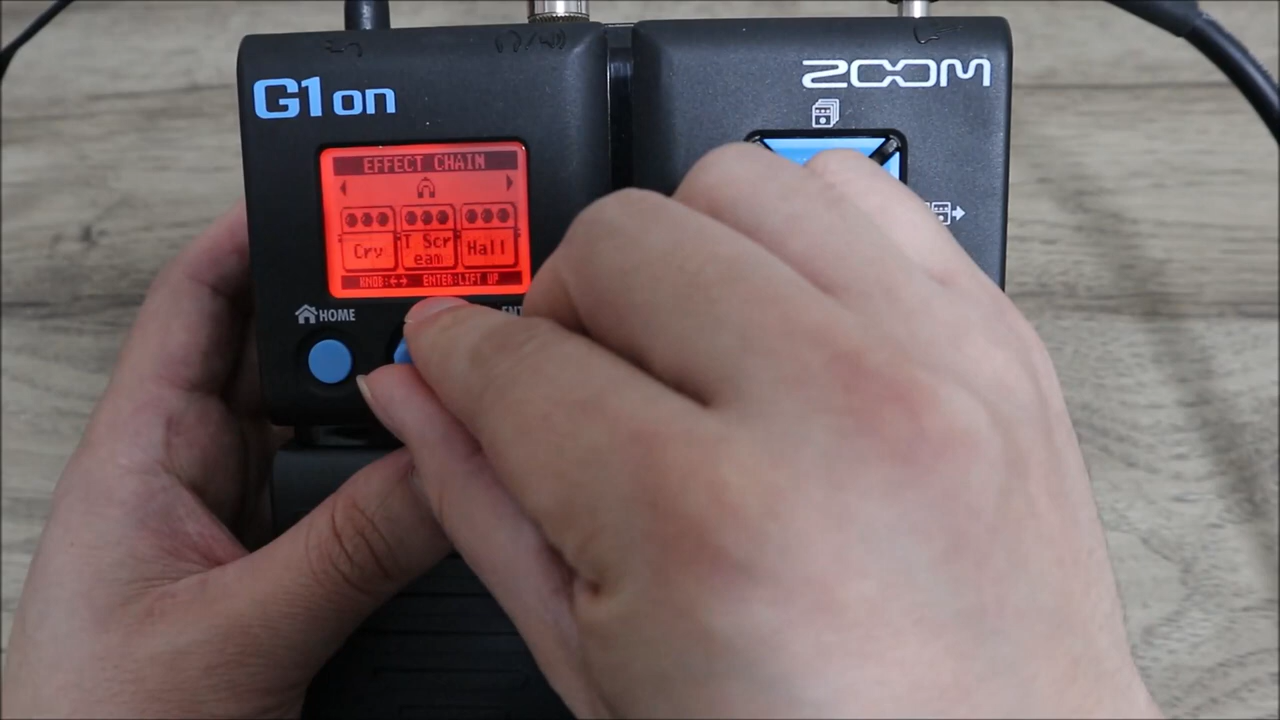 G1on
ZOOM
EFFECT CHAIN
Cry
T Scr
eam
Hall
KNOB:←→ ENTER:LIFT UP
HOME